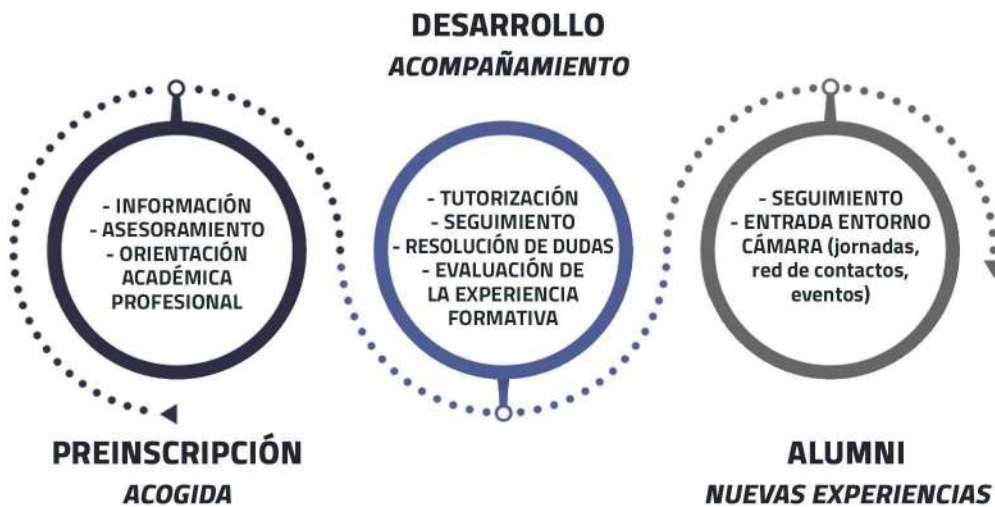 DESARROLLO
ACOMPAÑAMIENTO
- INFORMACIÓN
- ASESORAMIENTO
- ORIENTACIÓN
ACADÉMICA
PROFESIONAL
- TUTORIZACIÓN
- SEGUIMIENTO
- RESOLUCIÓN DE DUDAS
- EVALUACIÓN DE
LA EXPERIENCIA
FORMATIVA
- SEGUIMIENTO
- ENTRADA ENTORNO
CÁMARA (jornadas,
red de contactos,
eventos)
PREINSCRIPCIÓN
ACOGIDA
ALUMNI
NUEVAS EXPERIENCIAS